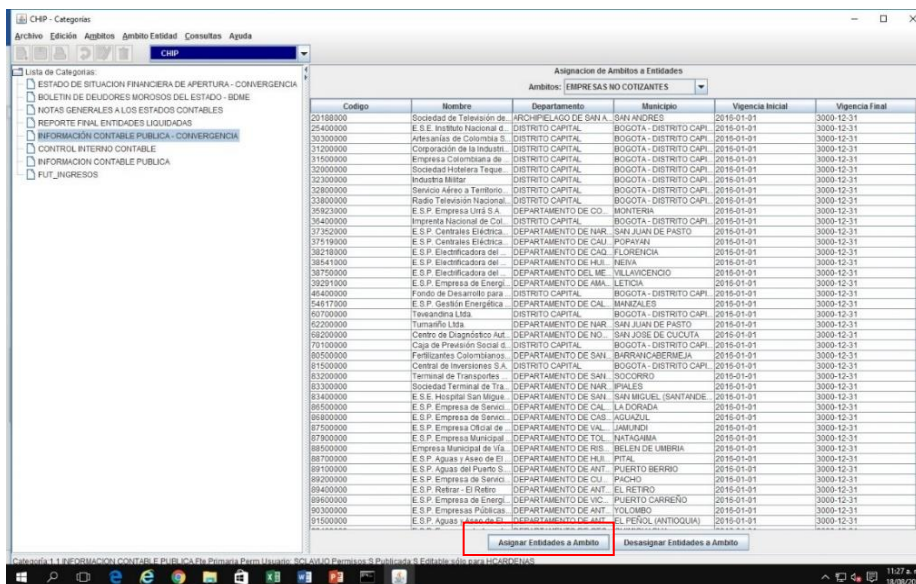 CHIP - Categorías
Archivo Edición Ambitos Ambito Entidad Consultas Ayuda
CHIP
Lista de Categorias:
ESTADO DE SITUACION FINANCIERA DE APERTURA - CONVERGENCIA
BOLETIN DE DEUDORES MOROSOS DEL ESTADO - BDME
NOTAS GENERALES A LOS ESTADOS CONTABLES
REPORTE FINAL ENTIDADES LIQUIDADAS
INFORMACIÓN CONTABLE PUBLICA - CONVERGENCIA
CONTROL INTERNO CONTABLE
INFORMACION CONTABLE PUBLICA
FUT_INGRESOS
Asignacion de Ambitos a Entidades
Ambitos: EMPRESAS NO COTIZANTES
Codigo Nombre Departamento Municipio Vigencia Inicial Vigencia Final
20188000 Sociedad de Televisión de... ARCHIPIELAGO DE SAN A... SAN ANDRES 2016-01-01 3000-12-31
25400000 E.S.E. Instituto Nacional d... DISTRITO CAPITAL BOGOTA - DISTRITO CAPI... 2016-01-01 3000-12-31
30300000 Artesanías de Colombia S... DISTRITO CAPITAL BOGOTA - DISTRITO CAPI... 2016-01-01 3000-12-31
31200000 Corporación de la Industri... DISTRITO CAPITAL BOGOTA - DISTRITO CAPI... 2016-01-01 3000-12-31
31500000 Empresa Colombiana de ... DISTRITO CAPITAL BOGOTA - DISTRITO CAPI... 2016-01-01 3000-12-31
32000000 Sociedad Hotelera Teque... DISTRITO CAPITAL BOGOTA - DISTRITO CAPI... 2016-01-01 3000-12-31
32300000 Industria Militar DISTRITO CAPITAL BOGOTA - DISTRITO CAPI... 2016-01-01 3000-12-31
32800000 Servicio Aéreo a Territorio... DISTRITO CAPITAL BOGOTA - DISTRITO CAPI... 2016-01-01 3000-12-31
33800000 Radio Televisión Nacional... DISTRITO CAPITAL BOGOTA - DISTRITO CAPI... 2016-01-01 3000-12-31
35923000 E.S.P. Empresa Urrá S.A. DEPARTAMENTO DE CO... MONTERIA 2016-01-01 3000-12-31
36400000 Imprenta Nacional de Col... DISTRITO CAPITAL BOGOTA - DISTRITO CAPI... 2016-01-01 3000-12-31
37352000 E.S.P. Centrales Eléctrica... DEPARTAMENTO DE NAR... SAN JUAN DE PASTO 2016-01-01 3000-12-31
37519000 E.S.P. Centrales Eléctrica... DEPARTAMENTO DE CAU... POPAYAN 2016-01-01 3000-12-31
38218000 E.S.P. Electrificadora del ... DEPARTAMENTO DE CAQ... FLORENCIA 2016-01-01 3000-12-31
38541000 E.S.P. Electrificadora del ... DEPARTAMENTO DE HUI... NEIVA 2016-01-01 3000-12-31
38750000 E.S.P. Electrificadora del ... DEPARTAMENTO DEL ME... VILLAVICENCIO 2016-01-01 3000-12-31
39291000 E.S.P. Empresa de Energí... DEPARTAMENTO DE AMA... LETICIA 2016-01-01 3000-12-31
46400000 Fondo de Desarrollo para ... DISTRITO CAPITAL BOGOTA - DISTRITO CAPI... 2016-01-01 3000-12-31
54617000 E.S.P. Gestión Energética ... DEPARTAMENTO DE CAL... MANIZALES 2016-01-01 3000-12-31
60700000 Teveandina Ltda. DISTRITO CAPITAL BOGOTA - DISTRITO CAPI... 2016-01-01 3000-12-31
62200000 Turnariño Ltda. DEPARTAMENTO DE NAR... SAN JUAN DE PASTO 2016-01-01 3000-12-31
68200000 Centro de Diagnóstico Aut... DEPARTAMENTO DE NO... SAN JOSE DE CUCUTA 2016-01-01 3000-12-31
70100000 Caja de Previsión Social d... DISTRITO CAPITAL BOGOTA - DISTRITO CAPI... 2016-01-01 3000-12-31
80500000 Fertilizantes Colombianos... DEPARTAMENTO DE SAN... BARRANCABERMEJA 2016-01-01 3000-12-31
81500000 Central de Inversiones S.A. DISTRITO CAPITAL BOGOTA - DISTRITO CAPI... 2016-01-01 3000-12-31
83200000 Terminal de Transportes ... DEPARTAMENTO DE SAN... SOCORRO 2016-01-01 3000-12-31
83300000 Sociedad Terminal de Tra... DEPARTAMENTO DE NAR... IPIALES 2016-01-01 3000-12-31
83400000 E.S.E. Hospital San Migue... DEPARTAMENTO DE SAN... SAN MIGUEL (SANTANDE... 2016-01-01 3000-12-31
86500000 E.S.P. Empresa de Servici... DEPARTAMENTO DE CAL... LA DORADA 2016-01-01 3000-12-31
86800000 E.S.P. Empresa de Servici... DEPARTAMENTO DE CAS... AGUAZUL 2016-01-01 3000-12-31
87500000 E.S.P. Empresa Oficial de ... DEPARTAMENTO DE VAL... JAMUNDI 2016-01-01 3000-12-31
87900000 E.S.P. Empresa Municipal ... DEPARTAMENTO DE TOL... NATAGAIMA 2016-01-01 3000-12-31
88500000 Empresa Municipal de Vía... DEPARTAMENTO DE RIS... BELEN DE UMBRIA 2016-01-01 3000-12-31
88700000 E.S.P. Aguas y Aseo de El ... DEPARTAMENTO DE HUI... PITAL 2016-01-01 3000-12-31
89100000 E.S.P. Aguas del Puerto S... DEPARTAMENTO DE ANT... PUERTO BERRIO 2016-01-01 3000-12-31
89200000 E.S.P. Empresa de Servici... DEPARTAMENTO DE CU... PACHO 2016-01-01 3000-12-31
89400000 E.S.P. Retirar - El Retiro DEPARTAMENTO DE ANT... EL RETIRO 2016-01-01 3000-12-31
89600000 E.S.P. Empresa de Energí... DEPARTAMENTO DE VIC... PUERTO CARREÑO 2016-01-01 3000-12-31
90300000 E.S.P. Empresas Públicas... DEPARTAMENTO DE ANT... YOLOMBO 2016-01-01 3000-12-31
91500000 E.S.P. Aguas y Aseo de El... DEPARTAMENTO DE ANT... EL PEÑOL (ANTIOQUIA) 2016-01-01 3000-12-31
Asignar Entidades a Ambito Desasignar Entidades a Ambito
Categoría:1.1 INFORMACION CONTABLE PUBLICA Fta Primaria Perm Usuario: SCLAVIJO Permisos:S Publicada:S Editable sólo para HCARDENAS
11:27 a.